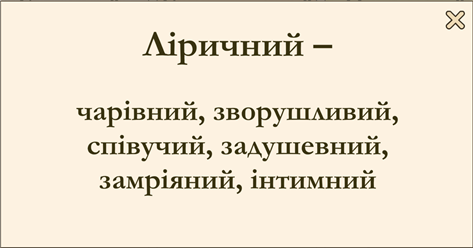 Ліричний –
чарівний, зворушливий,
співучий, задушевний,
замріяний, інтимний